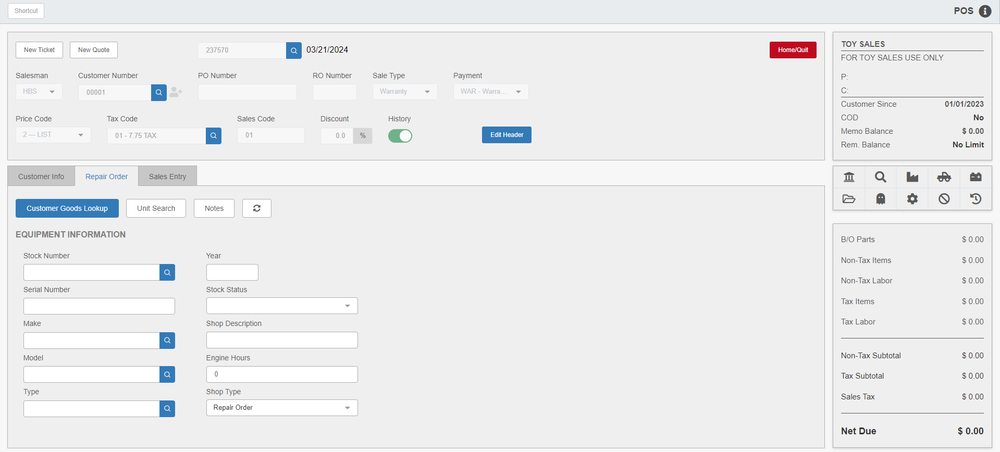 Shortcut
POS
New Ticket
New Quote
237570
03/21/2024
Home/Quit
Salesman
Customer Number
PO Number
RO Number
Sale Type
Payment
HBS
00001
Warranty
WAR - Warra...
Price Code
Tax Code
Sales Code
Discount
History
2 — LIST
01 - 7.75 TAX
01
0.0
%
Edit Header
Customer Info
Repair Order
Sales Entry
Customer Goods Lookup
Unit Search
Notes
EQUIPMENT INFORMATION
Stock Number
Year
Serial Number
Stock Status
Make
Shop Description
Model
Engine Hours
0
Type
Shop Type
Repair Order
TOY SALES
FOR TOY SALES USE ONLY
P:
C:
Customer Since 01/01/2023
COD No
Memo Balance $ 0.00
Rem. Balance No Limit
B/O Parts $ 0.00
Non-Tax Items $ 0.00
Non-Tax Labor $ 0.00
Tax Items $ 0.00
Tax Labor $ 0.00
Non-Tax Subtotal $ 0.00
Tax Subtotal $ 0.00
Sales Tax $ 0.00
Net Due $ 0.00